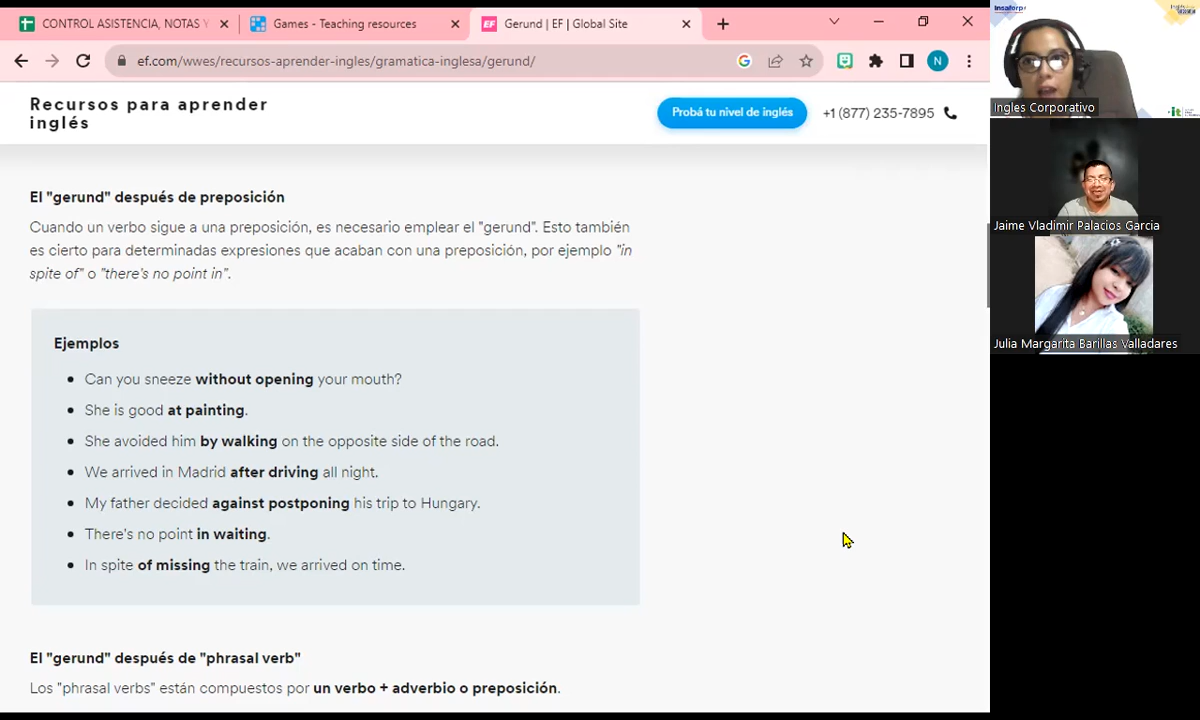 CONTROL ASISTENCIA, NOTAS Y
Games - Teaching resources
Gerund | EF | Global Site
ef.com/wwes/recursos-aprender-ingles/gramatica-inglesa/gerund/
N
Recursos para aprender
inglés
Probá tu nivel de inglés
+1 (877) 235-7895
El "gerund" después de preposición
Cuando un verbo sigue a una preposición, es necesario emplear el "gerund". Esto también
es cierto para determinadas expresiones que acaban con una preposición, por ejemplo "in
spite of" o "there's no point in".
Ejemplos
Can you sneeze without opening your mouth?
She is good at painting.
She avoided him by walking on the opposite side of the road.
We arrived in Madrid after driving all night.
My father decided against postponing his trip to Hungary.
There's no point in waiting.
In spite of missing the train, we arrived on time.
El "gerund" después de "phrasal verb"
Los "phrasal verbs" están compuestos por un verbo + adverbio o preposición.
Insaforp
Ingles Corporativo
Jaime Vladimir Palacios Garcia
Julia Margarita Barillas Valladares